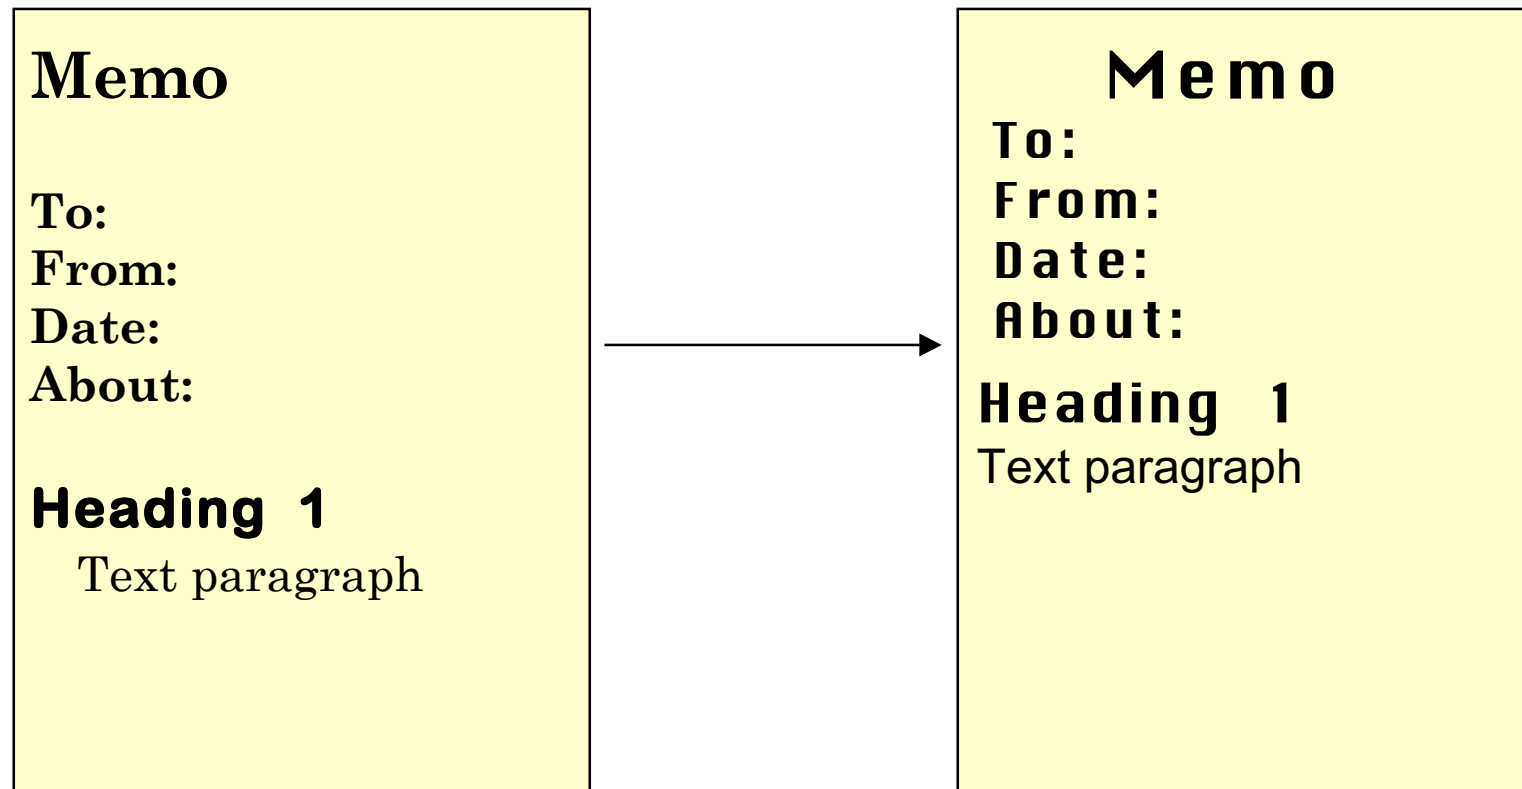 Memo
To:
From:
Date:
About:
Heading 1
Text paragraph
Memo
To:
From:
Date:
About:
Heading 1
Text paragraph